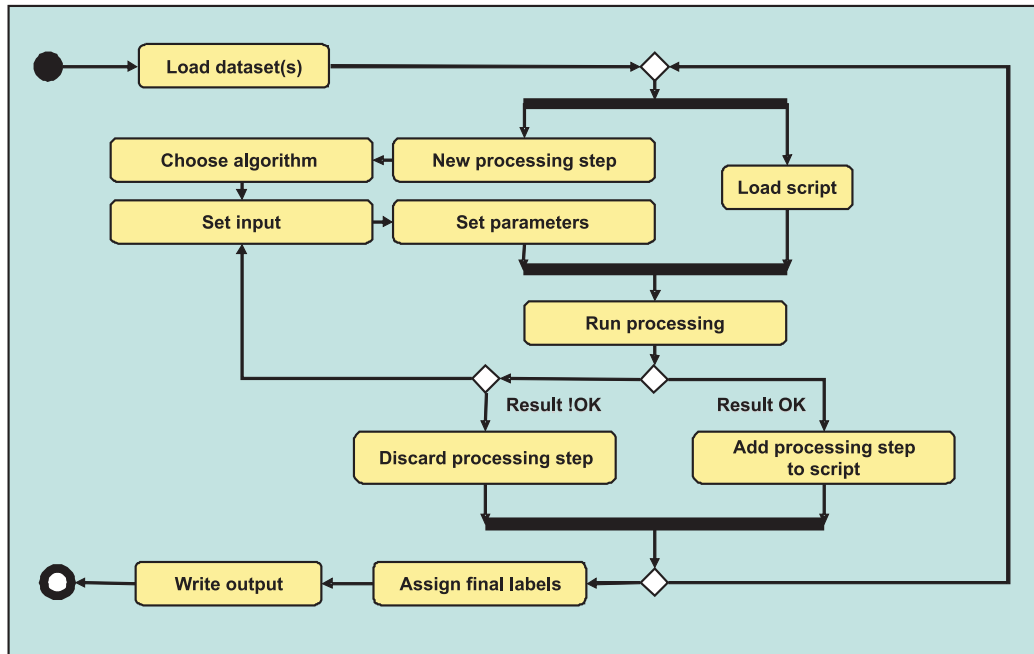 Load dataset(s)
Choose algorithm
New processing step
Load script
Set input
Set parameters
Run processing
Result !OK
Result OK
Discard processing step
Add processing step
to script
Write output
Assign final labels